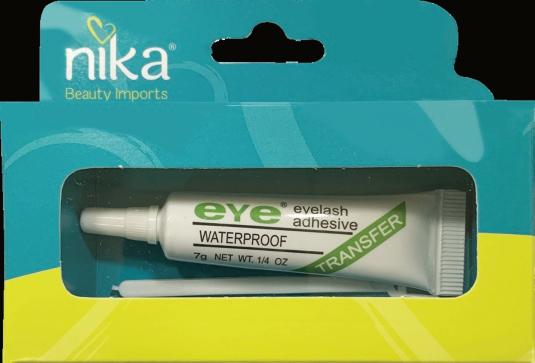 nika®
Beauty Imports
eye® eyelash
adhesive
WATERPROOF
7g NET WT. 1/4 OZ
TRANSFER